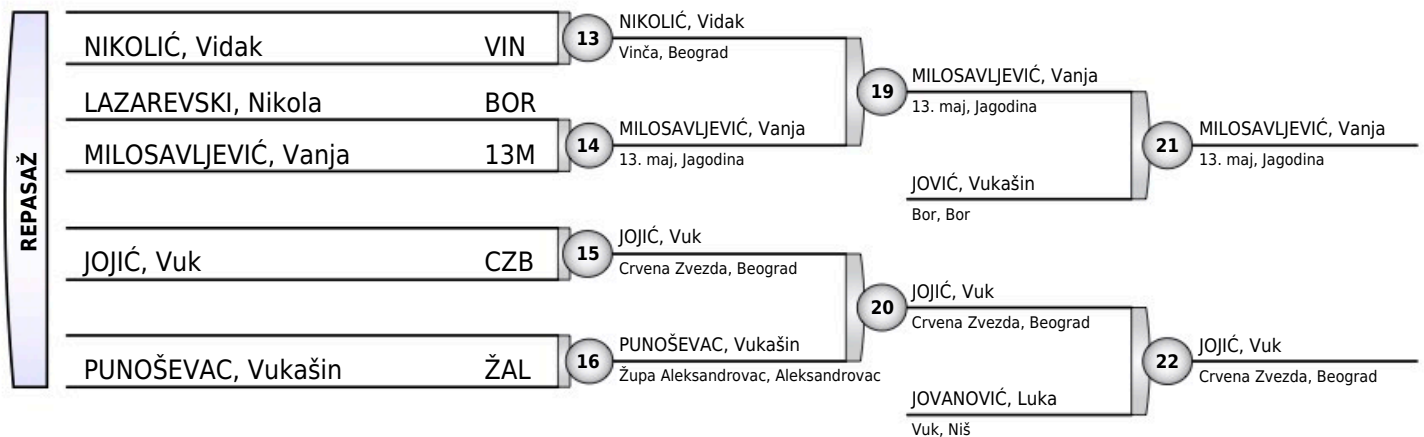 REPASAŽ
NIKOLIĆ, Vidak VIN
LAZAREVSKI, Nikola BOR
MILOSAVLJEVIĆ, Vanja 13M
JOJIĆ, Vuk CZB
PUNOŠEVAC, Vukašin ŽAL
13
NIKOLIĆ, Vidak
Vinča, Beograd
14
MILOSAVLJEVIĆ, Vanja
13. maj, Jagodina
15
JOJIĆ, Vuk
Crvena Zvezda, Beograd
16
PUNOŠEVAC, Vukašin
Župa Aleksandrovac, Aleksandrovac
19
MILOSAVLJEVIĆ, Vanja
13. maj, Jagodina
JOVIĆ, Vukašin
Bor, Bor
20
JOJIĆ, Vuk
Crvena Zvezda, Beograd
JOVANOVIĆ, Luka
Vuk, Niš
21
MILOSAVLJEVIĆ, Vanja
13. maj, Jagodina
22
JOJIĆ, Vuk
Crvena Zvezda, Beograd